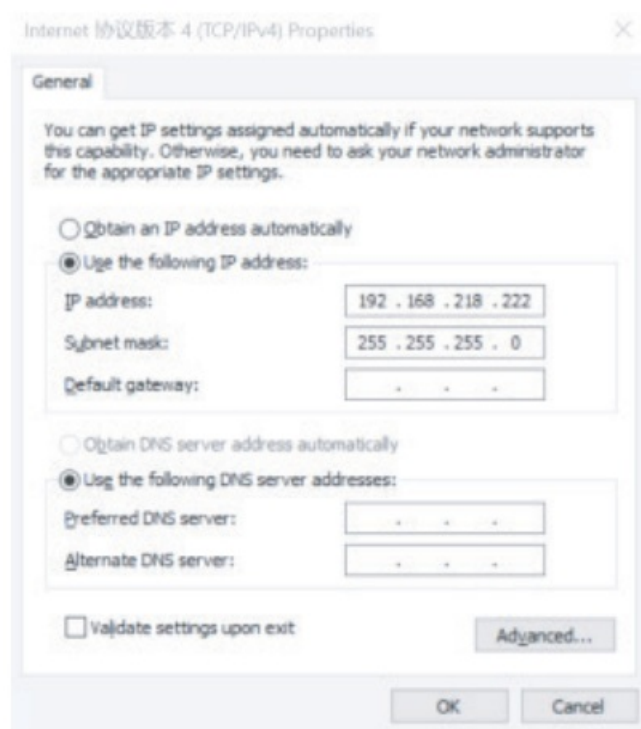 Internet 协议版本 4 (TCP/IPv4) Properties
General
You can get IP settings assigned automatically if your network supports
this capability. Otherwise, you need to ask your network administrator
for the appropriate IP settings.
Obtain an IP address automatically
Use the following IP address:
IP address: 192 . 168 . 218 . 222
Subnet mask: 255 . 255 . 255 . 0
Default gateway: . . .
Obtain DNS server address automatically
Use the following DNS server addresses:
Preferred DNS server: . . .
Alternate DNS server: . . .
Validate settings upon exit
Advanced...
OK Cancel